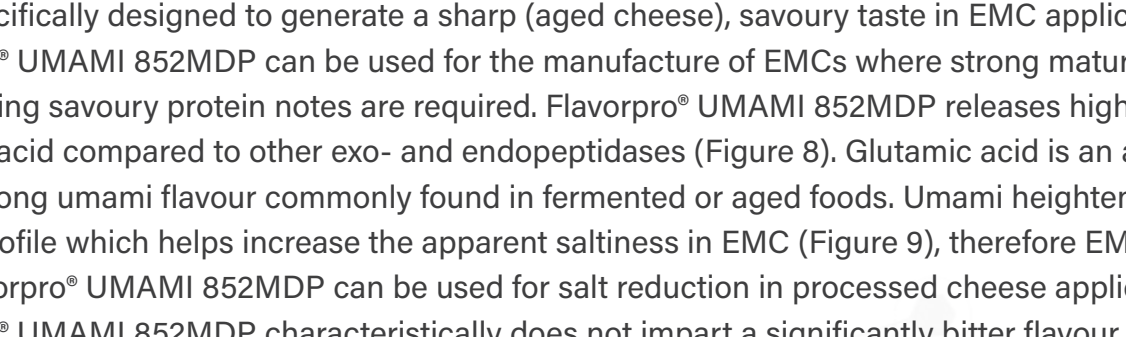 cifically designed to generate a sharp (aged cheese), savoury taste in EMC applic
® UMAMI 852MDP can be used for the manufacture of EMCs where strong matur
ing savoury protein notes are required. Flavorpro® UMAMI 852MDP releases high
acid compared to other exo- and endopeptidases (Figure 8). Glutamic acid is an a
ong umami flavour commonly found in fermented or aged foods. Umami heighten
ofile which helps increase the apparent saltiness in EMC (Figure 9), therefore EM
orpro® UMAMI 852MDP can be used for salt reduction in processed cheese appli
® UMAMI 852MDP characteristically does not impart a significantly bitter flavour